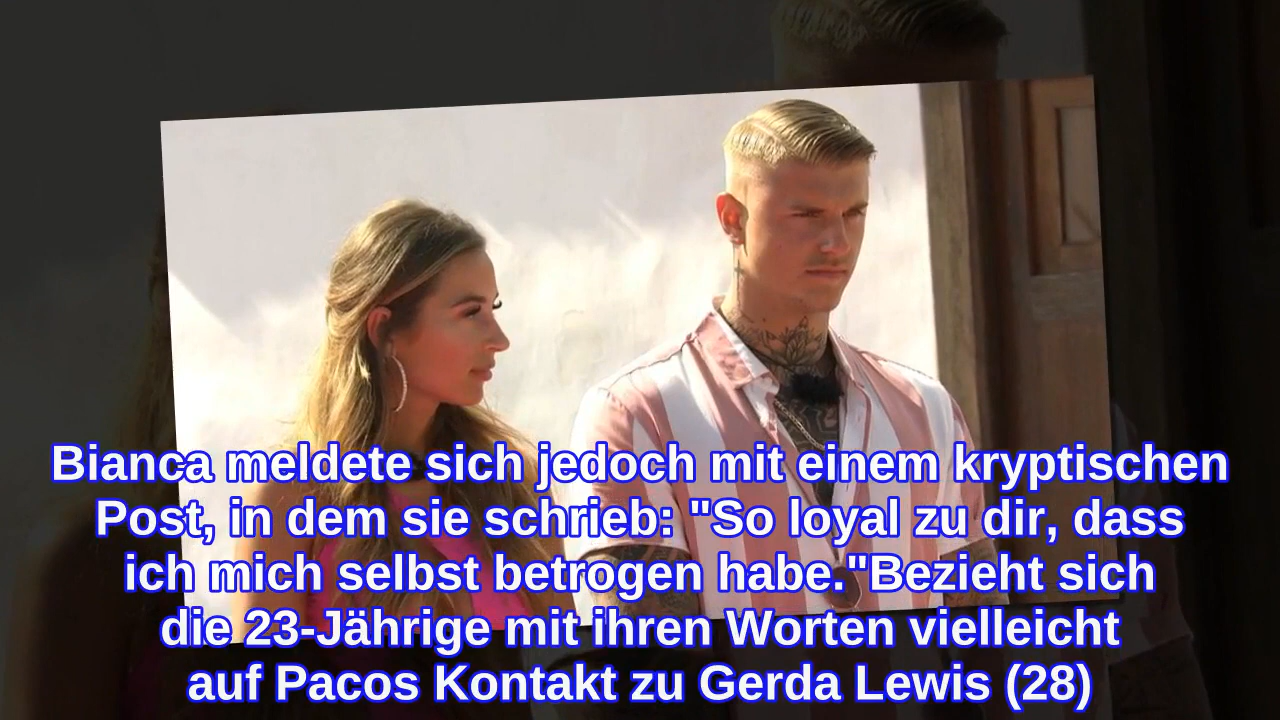 Bianca meldete sich jedoch mit einem kryptischen
Post, in dem sie schrieb: "So loyal zu dir, dass
ich mich selbst betrogen habe."Bezieht sich
die 23-Jährige mit ihren Worten vielleicht
auf Pacos Kontakt zu Gerda Lewis (28)